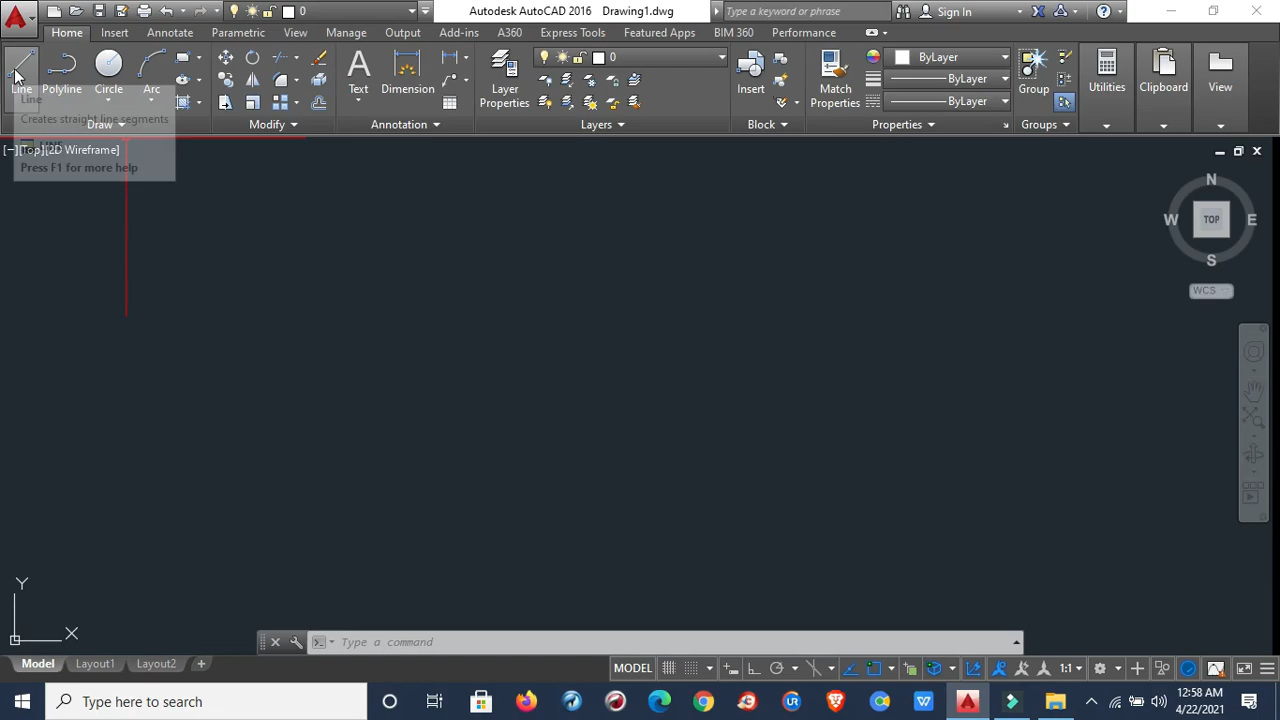 0
Autodesk AutoCAD 2016 Drawing1.dwg
Type a keyword or phrase
Sign In
Home
Insert
Annotate
Parametric
View
Manage
Output
Add-ins
A360
Express Tools
Featured Apps
BIM 360
Performance
Line
Polyline
Circle
Arc
Text
Dimension
Layer
Properties
0
Insert
Match
Properties
ByLayer
ByLayer
ByLayer
Group
Utilities
Clipboard
View
Draw
Modify
Annotation
Layers
Block
Properties
Groups
Line
Creates straight line segments
LINE
Press F1 for more help
[−][Top][2D Wireframe]
N
W
TOP
E
S
WCS
Y
X
Type a command
Model
Layout1
Layout2
MODEL
1:1
Type here to search
12:58 AM
4/22/2021